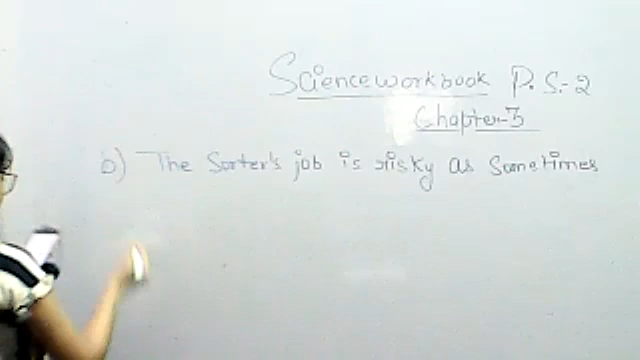 Scienceworkbook P.S.-2
Chapter-3
b) The Sorter's job is risky as sometimes